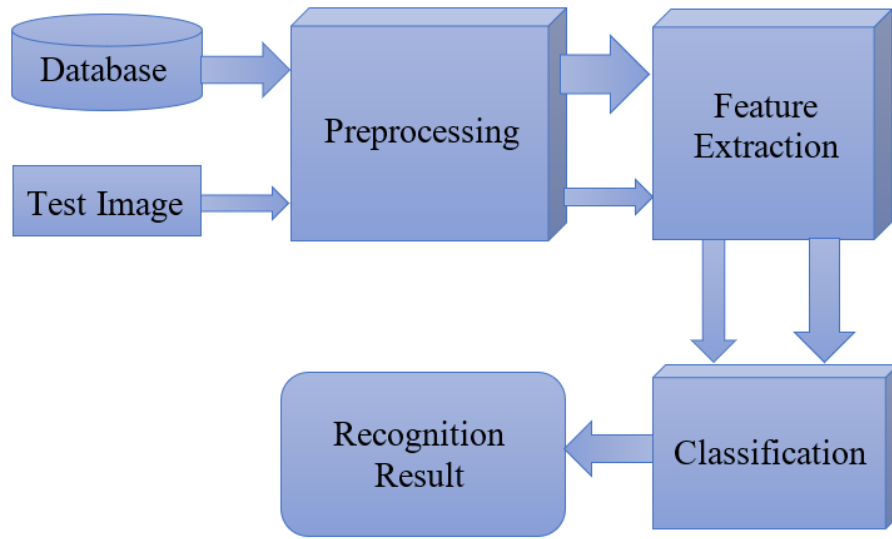 Database
Preprocessing
Feature
Extraction
Test Image
Recognition
Result
Classification